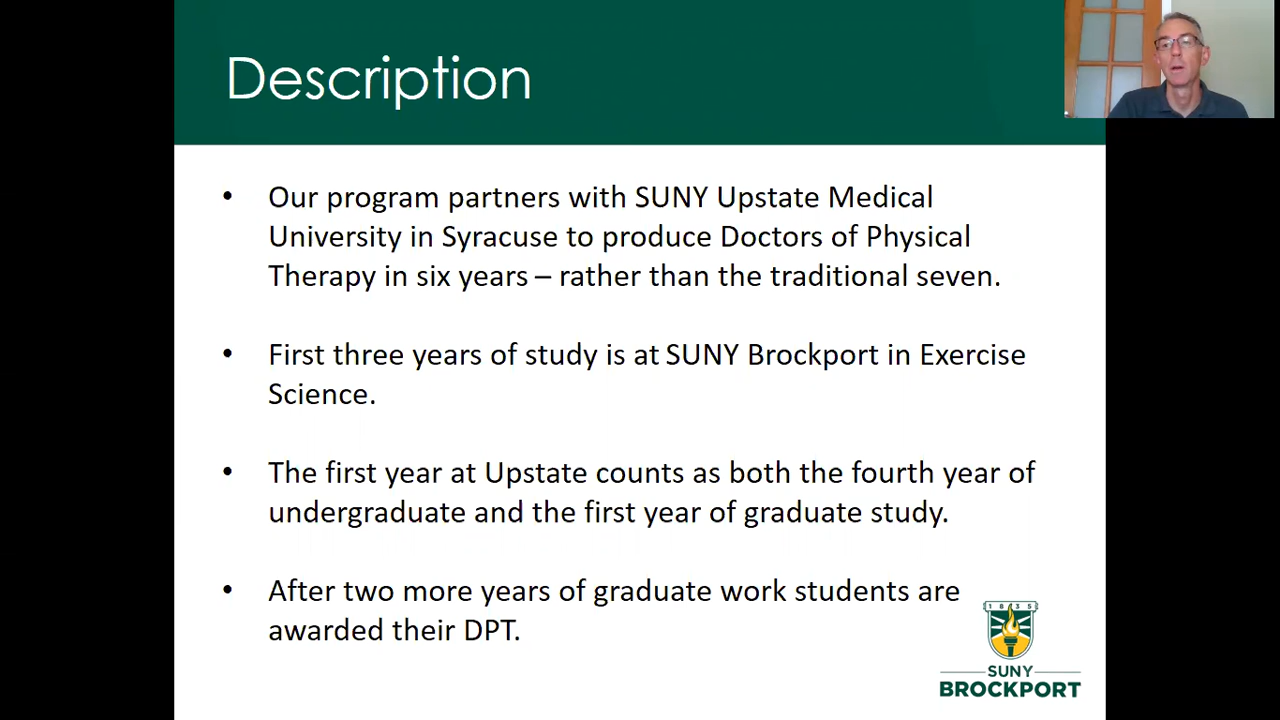 Description
• Our program partners with SUNY Upstate Medical
University in Syracuse to produce Doctors of Physical
Therapy in six years – rather than the traditional seven.
• First three years of study is at SUNY Brockport in Exercise
Science.
• The first year at Upstate counts as both the fourth year of
undergraduate and the first year of graduate study.
• After two more years of graduate work students are
awarded their DPT.
1835
SUNY
BROCKPORT